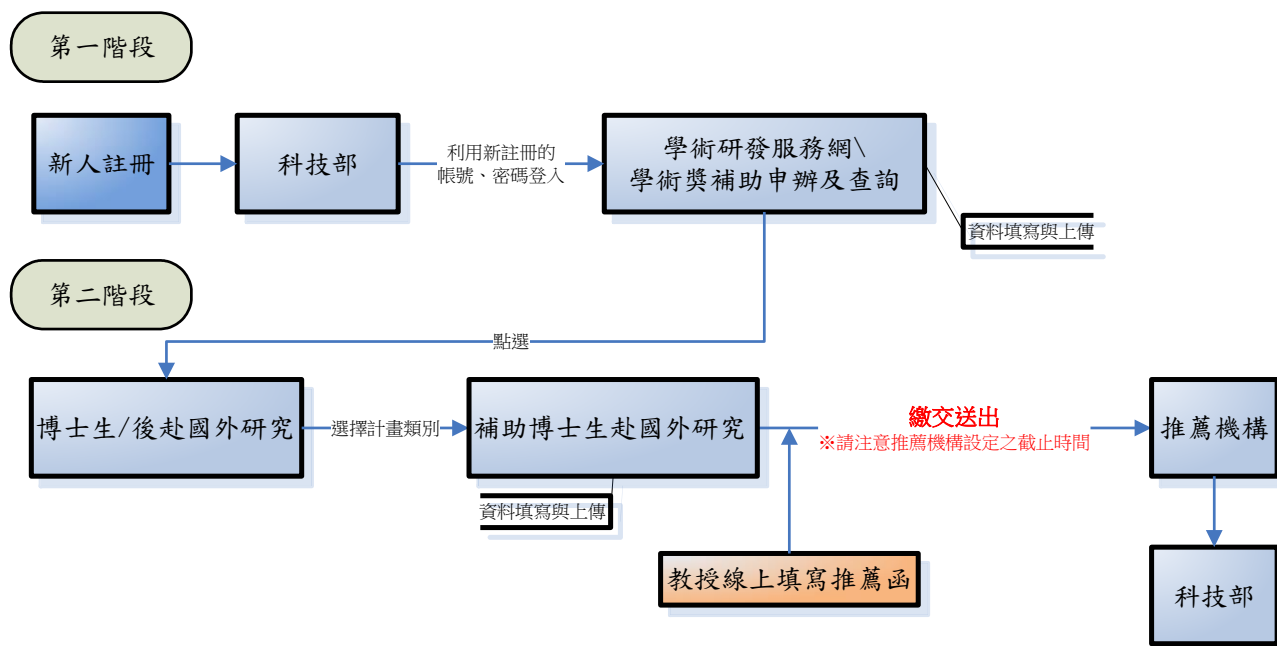 第一階段
新人註冊
科技部
利用新註冊的
帳號、密碼登入
學術研發服務網\
學術獎補助申辦及查詢
資料填寫與上傳
第二階段
點選
博士生/後赴國外研究
選擇計畫類別
補助博士生赴國外研究
繳交送出
※請注意推薦機構設定之截止時間
推薦機構
資料填寫與上傳
教授線上填寫推薦函
科技部